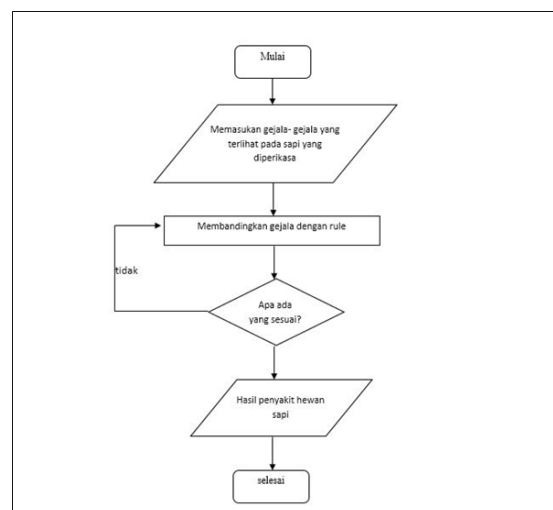 Mulai
Memasukan gejala- gejala yang
terlihat pada sapi yang
diperikasa
Membandingkan gejala dengan rule
tidak
Apa ada
yang sesuai?
Hasil penyakit hewan
sapi
selesai